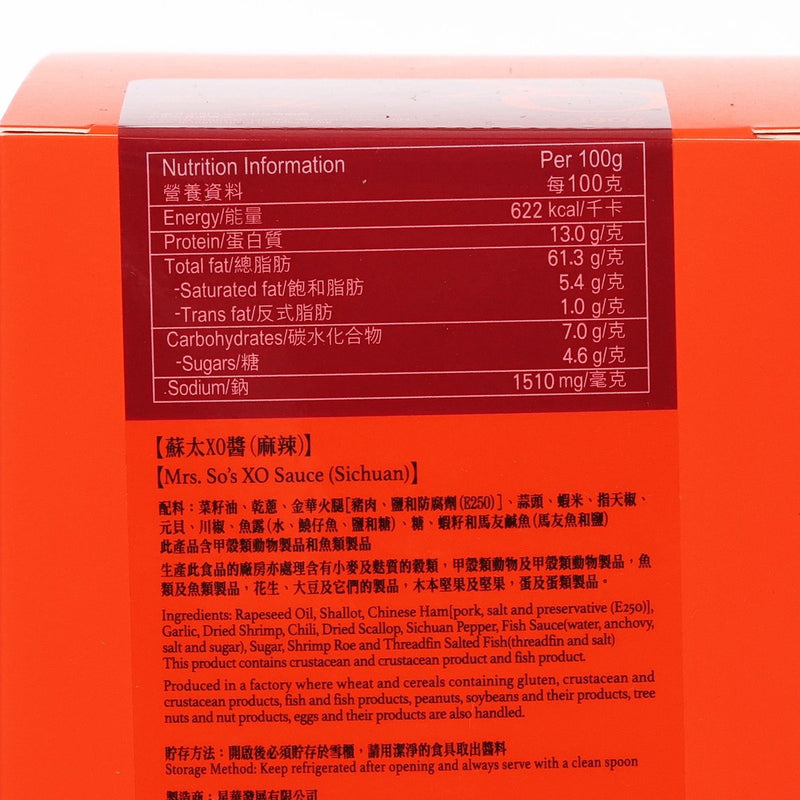 Nutrition Information Per 100g
營養資料 每100克
Energy/能量 622 kcal/千卡
Protein/蛋白質 13.0 g/克
Total fat/總脂肪 61.3 g/克
-Saturated fat/飽和脂肪 5.4 g/克
-Trans fat/反式脂肪 1.0 g/克
Carbohydrates/碳水化合物 7.0 g/克
-Sugars/糖 4.6 g/克
Sodium/鈉 1510 mg/毫克
【蘇太XO醬(麻辣)】
【Mrs. So's XO Sauce (Sichuan)】
配料：菜籽油、乾蔥、金華火腿[豬肉、鹽和防腐劑(E250)]、蒜頭、蝦米、指天椒、
元貝、川椒、魚露(水、鯷仔魚、鹽和糖)、糖、蝦籽和馬友鹹魚(馬友魚和鹽)
此產品含甲殼類動物製品和魚類製品
生產此食品的廠房亦處理含有小麥及麩質的穀類，甲殼類動物及甲殼類動物製品，魚
類及魚類製品，花生、大豆及它們的製品，木本堅果及堅果，蛋及蛋類製品。
Ingredients: Rapeseed Oil, Shallot, Chinese Ham[pork, salt and preservative (E250)],
Garlic, Dried Shrimp, Chili, Dried Scallop, Sichuan Pepper, Fish Sauce(water, anchovy,
salt and sugar), Sugar, Shrimp Roe and Threadfin Salted Fish(threadfin and salt)
This product contains crustacean and crustacean product and fish product.
Produced in a factory where wheat and cereals containing gluten, crustacean and
crustacean products, fish and fish products, peanuts, soybeans and their products, tree
nuts and nut products, eggs and their products are also handled.
貯存方法：開啟後必須貯存於雪櫃，請用潔淨的食具取出醬料
Storage Method: Keep refrigerated after opening and always serve with a clean spoon
製造商：星華發展有限公司